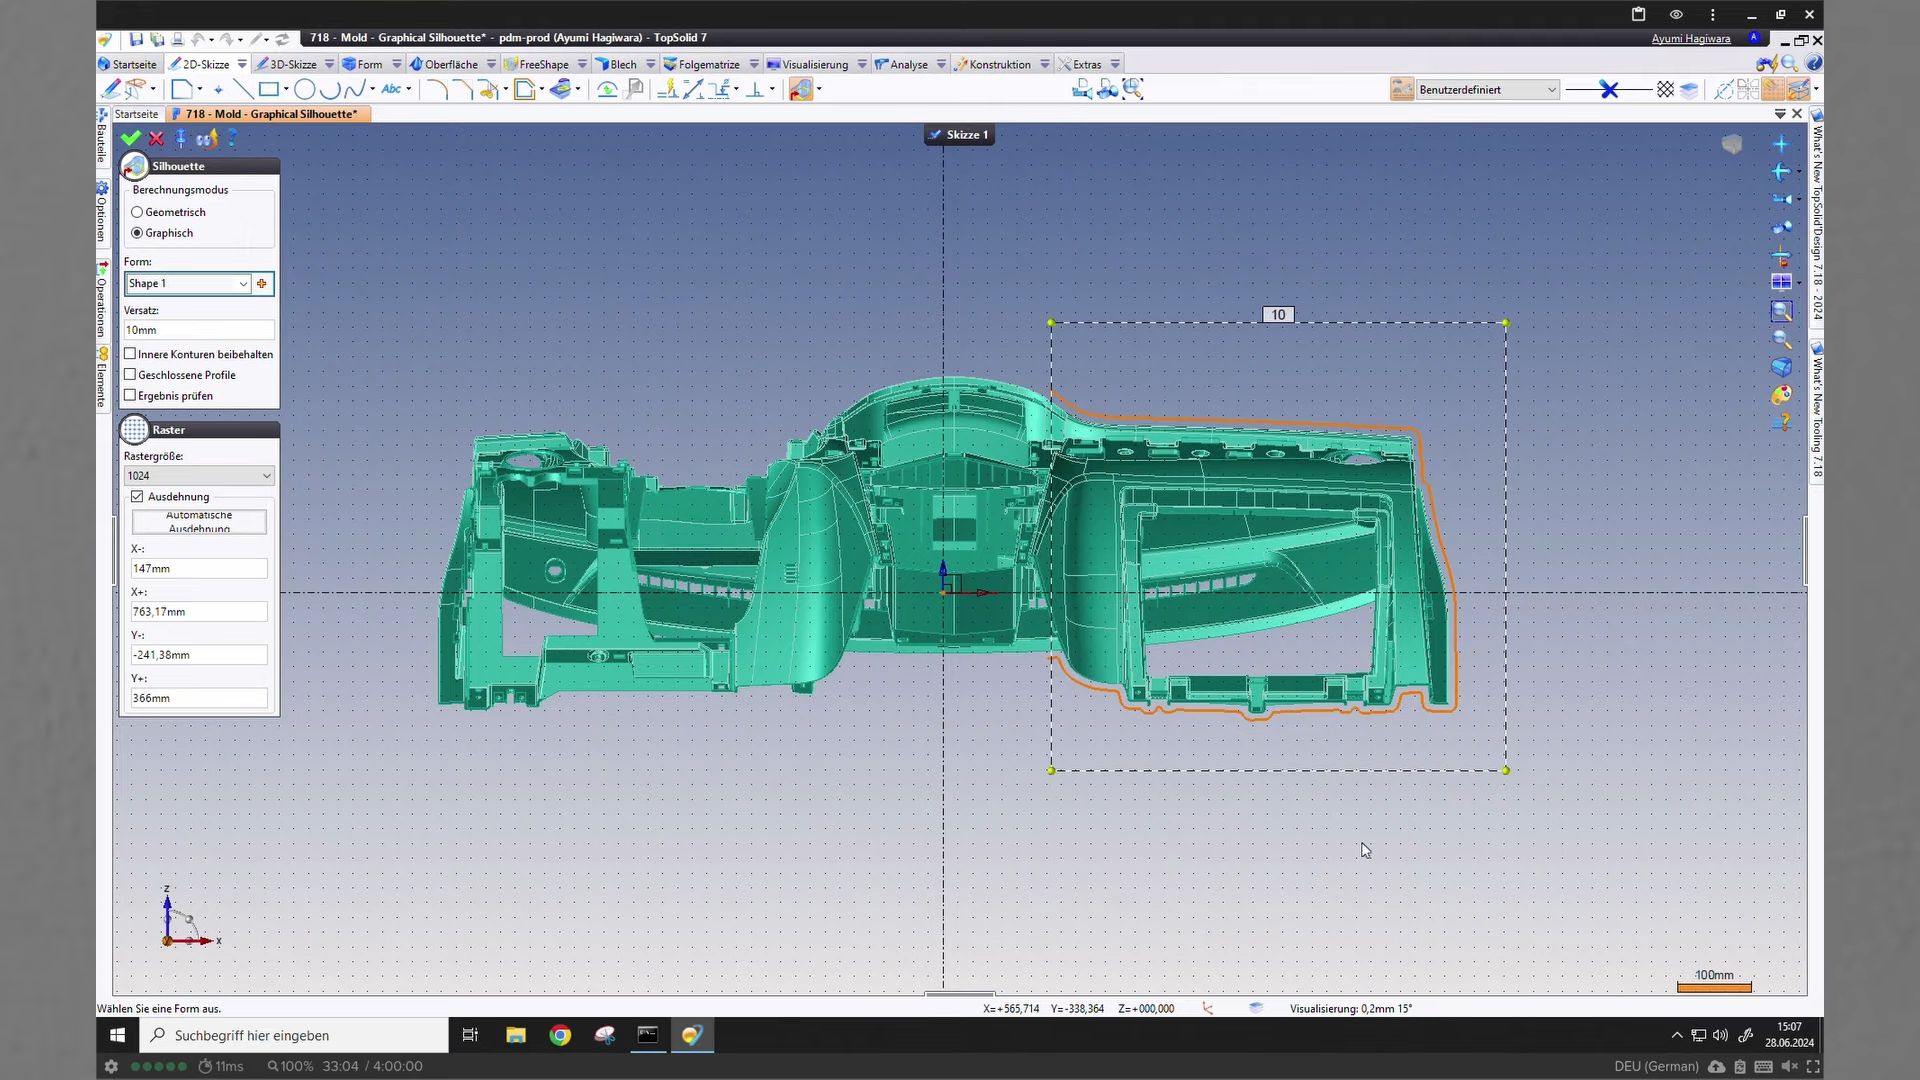 718 - Mold - Graphical Silhouette* - pdm-prod (Ayumi Hagiwara) - TopSolid 7
Ayumi Hagiwara
A
Startseite
2D-Skizze
3D-Skizze
Form
Oberfläche
FreeShape
Blech
Folgematrize
Visualisierung
Analyse
Konstruktion
Extras
Abc
Benutzerdefiniert
Startseite
718 - Mold - Graphical Silhouette*
Bauteile
Optionen
Operationen
Elemente
Skizze 1
Silhouette
Berechnungsmodus
Geometrisch
Graphisch
Form:
Shape 1
Versatz:
10mm
Innere Konturen beibehalten
Geschlossene Profile
Ergebnis prüfen
Raster
Rastergröße:
1024
Ausdehnung
Automatische
Ausdehnung
X-:
147mm
X+:
763,17mm
Y-:
-241,38mm
Y+:
366mm
10
What's New TopSolid'Design 7.18 - 2024
What's New Tooling 7.18
z
x
100mm
Wählen Sie eine Form aus.
X=+565,714 Y=-338,364 Z=+000,000
Visualisierung: 0,2mm 15°
Suchbegriff hier eingeben
15:07
28.06.2024
11ms
100%
33:04 / 4:00:00
DEU (German)